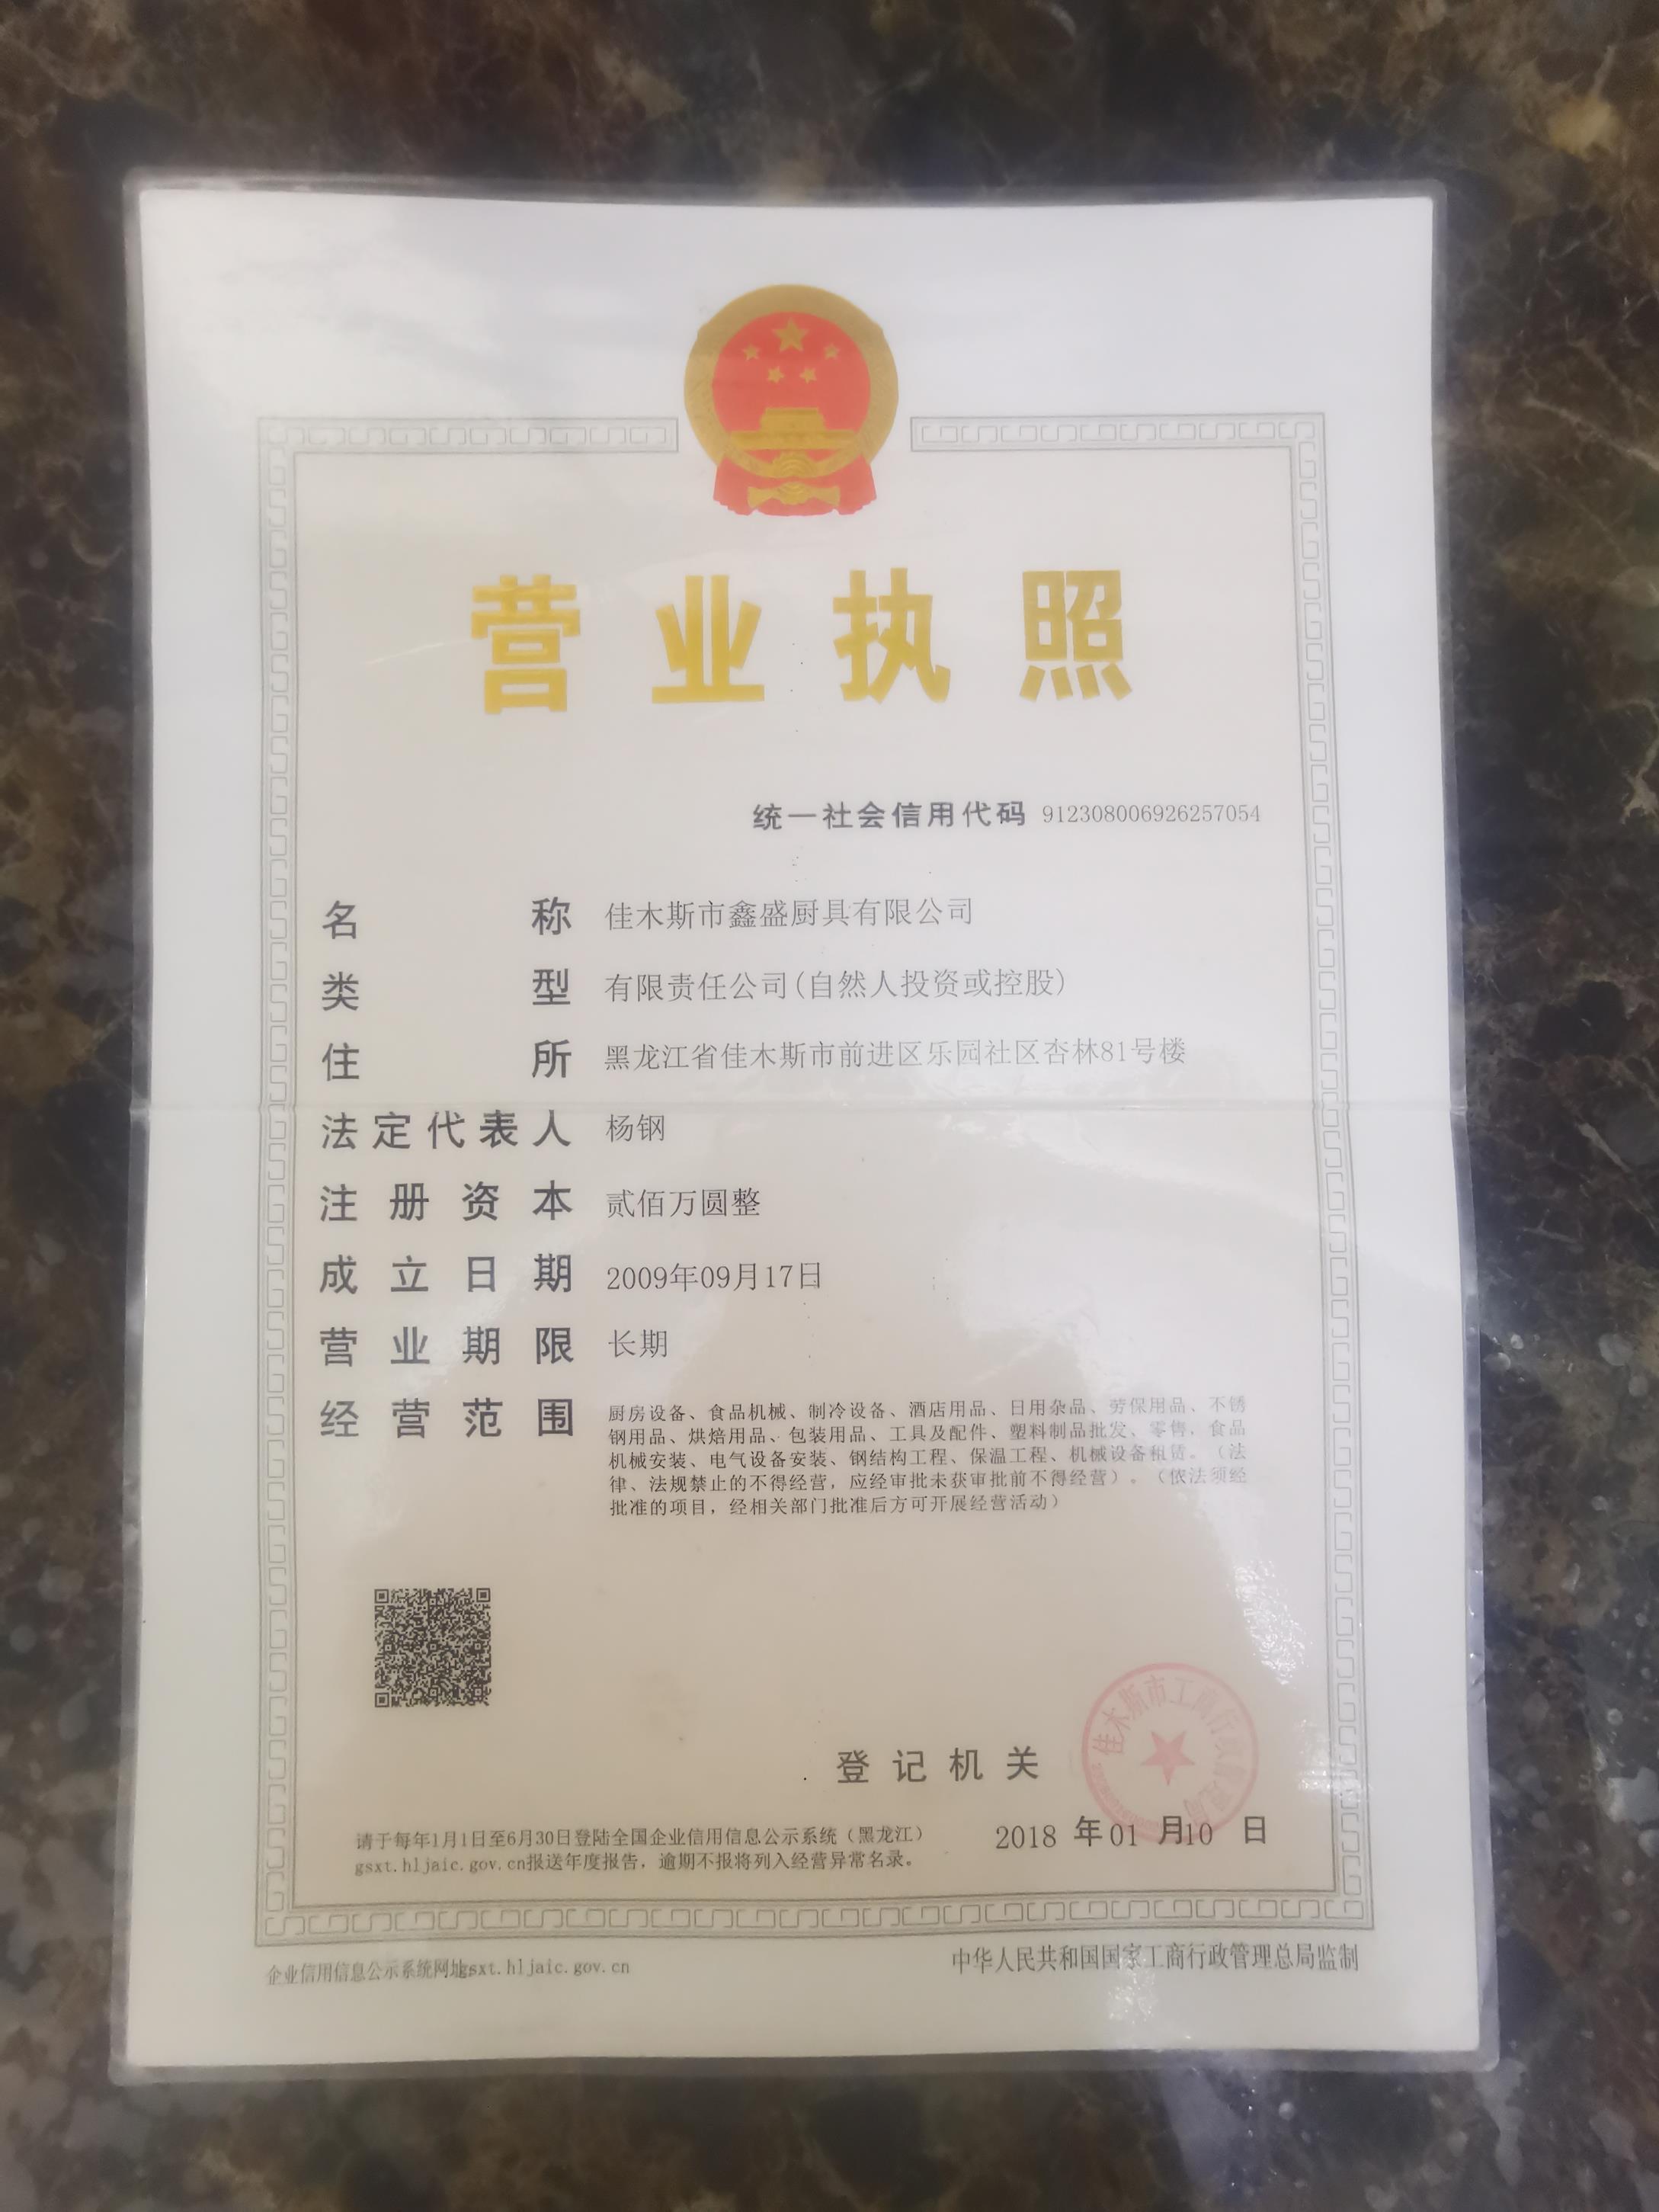 营业执照
统一社会信用代码 912308006926257054
名称 佳木斯市鑫盛厨具有限公司
类型 有限责任公司(自然人投资或控股)
住所 黑龙江省佳木斯市前进区乐园社区杏林81号楼
法定代表人 杨钢
注册资本 贰佰万圆整
成立日期 2009年09月17日
营业期限 长期
经营范围 厨房设备、食品机械、制冷设备、酒店用品、日用杂品、劳保用品、不锈
钢用品、烘焙用品、包装用品、工具及配件、塑料制品批发、零售，食品
机械安装、电气设备安装、钢结构工程、保温工程、机械设备租赁。（法
律、法规禁止的不得经营，应经审批未获审批前不得经营）。（依法须经
批准的项目，经相关部门批准后方可开展经营活动）
佳木斯市工商行
登记机关
2018 年01 月10 日
请于每年1月1日至6月30日登陆全国企业信用信息公示系统（黑龙江）
gsxt.hljaic.gov.cn报送年度报告，逾期不报将列入经营异常名录。
企业信用信息公示系统网址:gsxt.hljaic.gov.cn
中华人民共和国国家工商行政管理总局监制